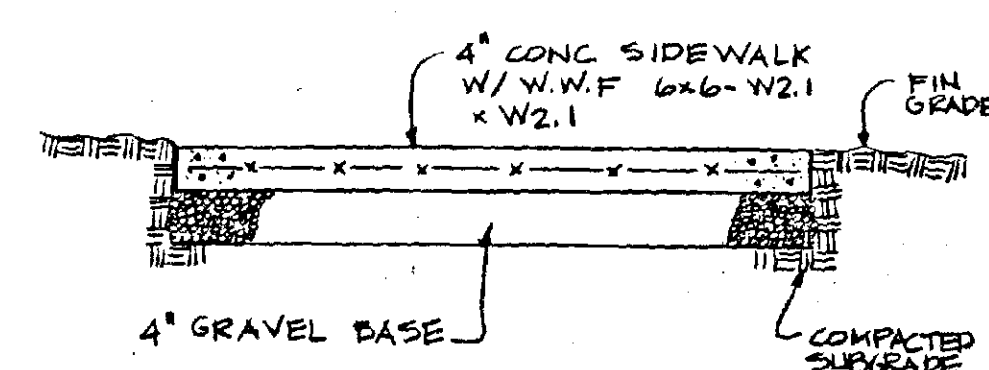 4" CONC SIDEWALK
W/ W.W.F 6x6-W2.1
x W2.1
FIN
GRADE
4" GRAVEL BASE
COMPACTED
SUBGRADE